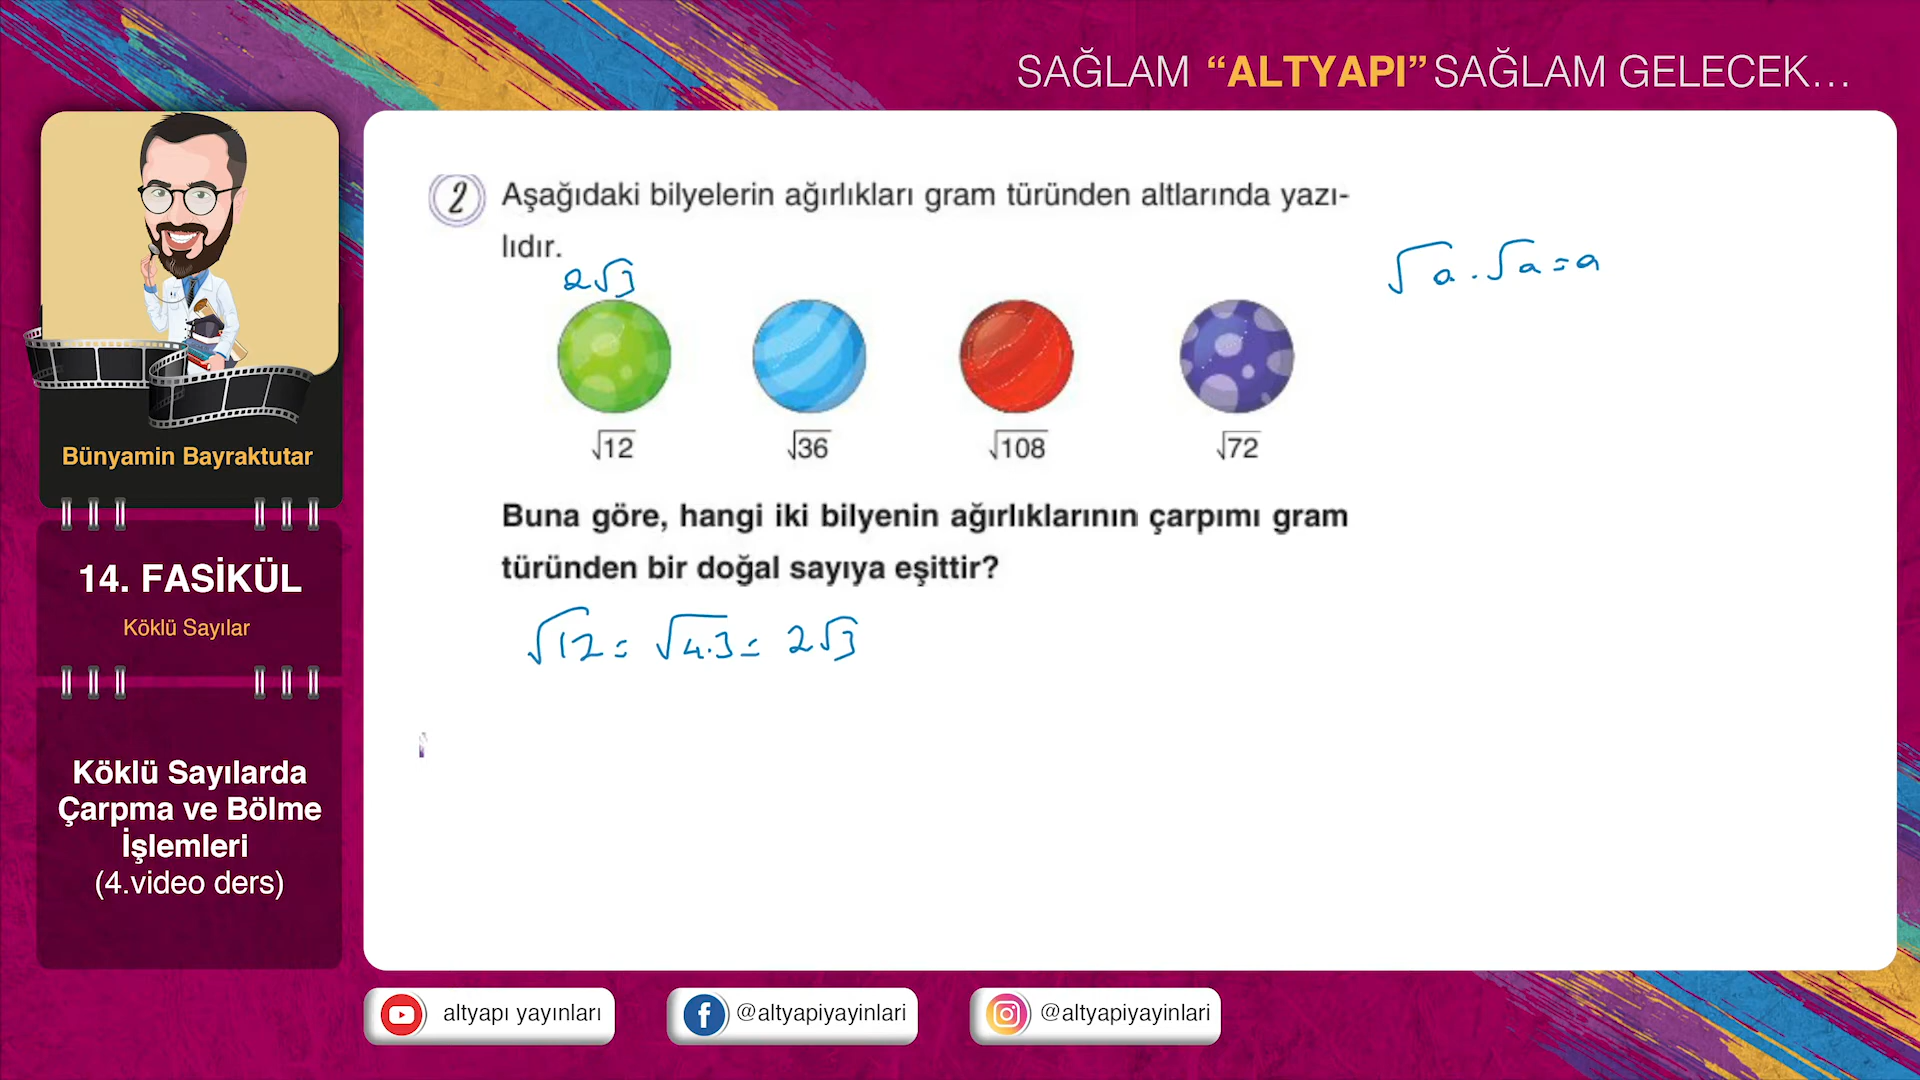 SAĞLAM “ALTYAPI” SAĞLAM GELECEK...
Bünyamin Bayraktutar
14. FASİKÜL
Köklü Sayılar
Köklü Sayılarda
Çarpma ve Bölme
İşlemleri
(4.video ders)
2 Aşağıdaki bilyelerin ağırlıkları gram türünden altlarında yazı-
lıdır.
2√3
√a . √a = a
√12 √36 √108 √72
Buna göre, hangi iki bilyenin ağırlıklarının çarpımı gram
türünden bir doğal sayıya eşittir?
√12 = √4.3 = 2√3
altyapı yayınları @altyapiyayinlari @altyapiyayinlari